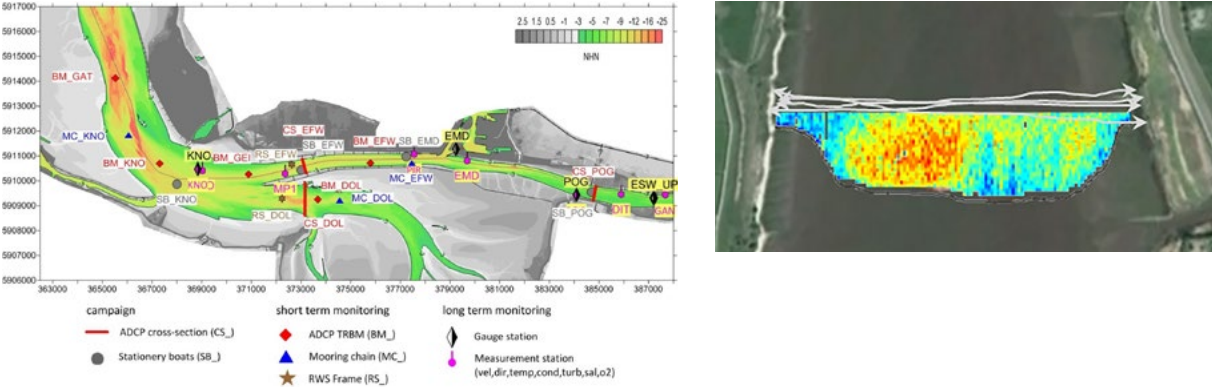 5917000
2.5 1.5 0.5 -1 -3 -5 -7 -9 -12 -16 -25
NHN
5916000
5915000
BM_GAT
5914000
5913000
MC_KNO
5912000
CS_EFW
BM_EFW
SB_EMD
EMD
RS_EFW
SB_EFW
KNO
BM_GEI
5911000
BM_KNO
MC_EFW
EMD
CS_POG
POG
ESW_UP
5910000
KNOQ
MP1
BM_DOL
SB_KNO
MC_DOL
RS_DOL
DIT
GAN
SB_POG
5909000
CS_DOL
5908000
5907000
5906000
363000 365000 367000 369000 371000 373000 375000 377000 379000 381000 383000 385000 387000
campaign
ADCP cross-section (CS_)
Stationery boats (SB_)
short term monitoring
ADCP TRBM (BM_)
Mooring chain (MC_)
RWS Frame (RS_)
long term monitoring
Gauge station
Measurement station
(vel,dir,temp,cond,turb,sal,o2)